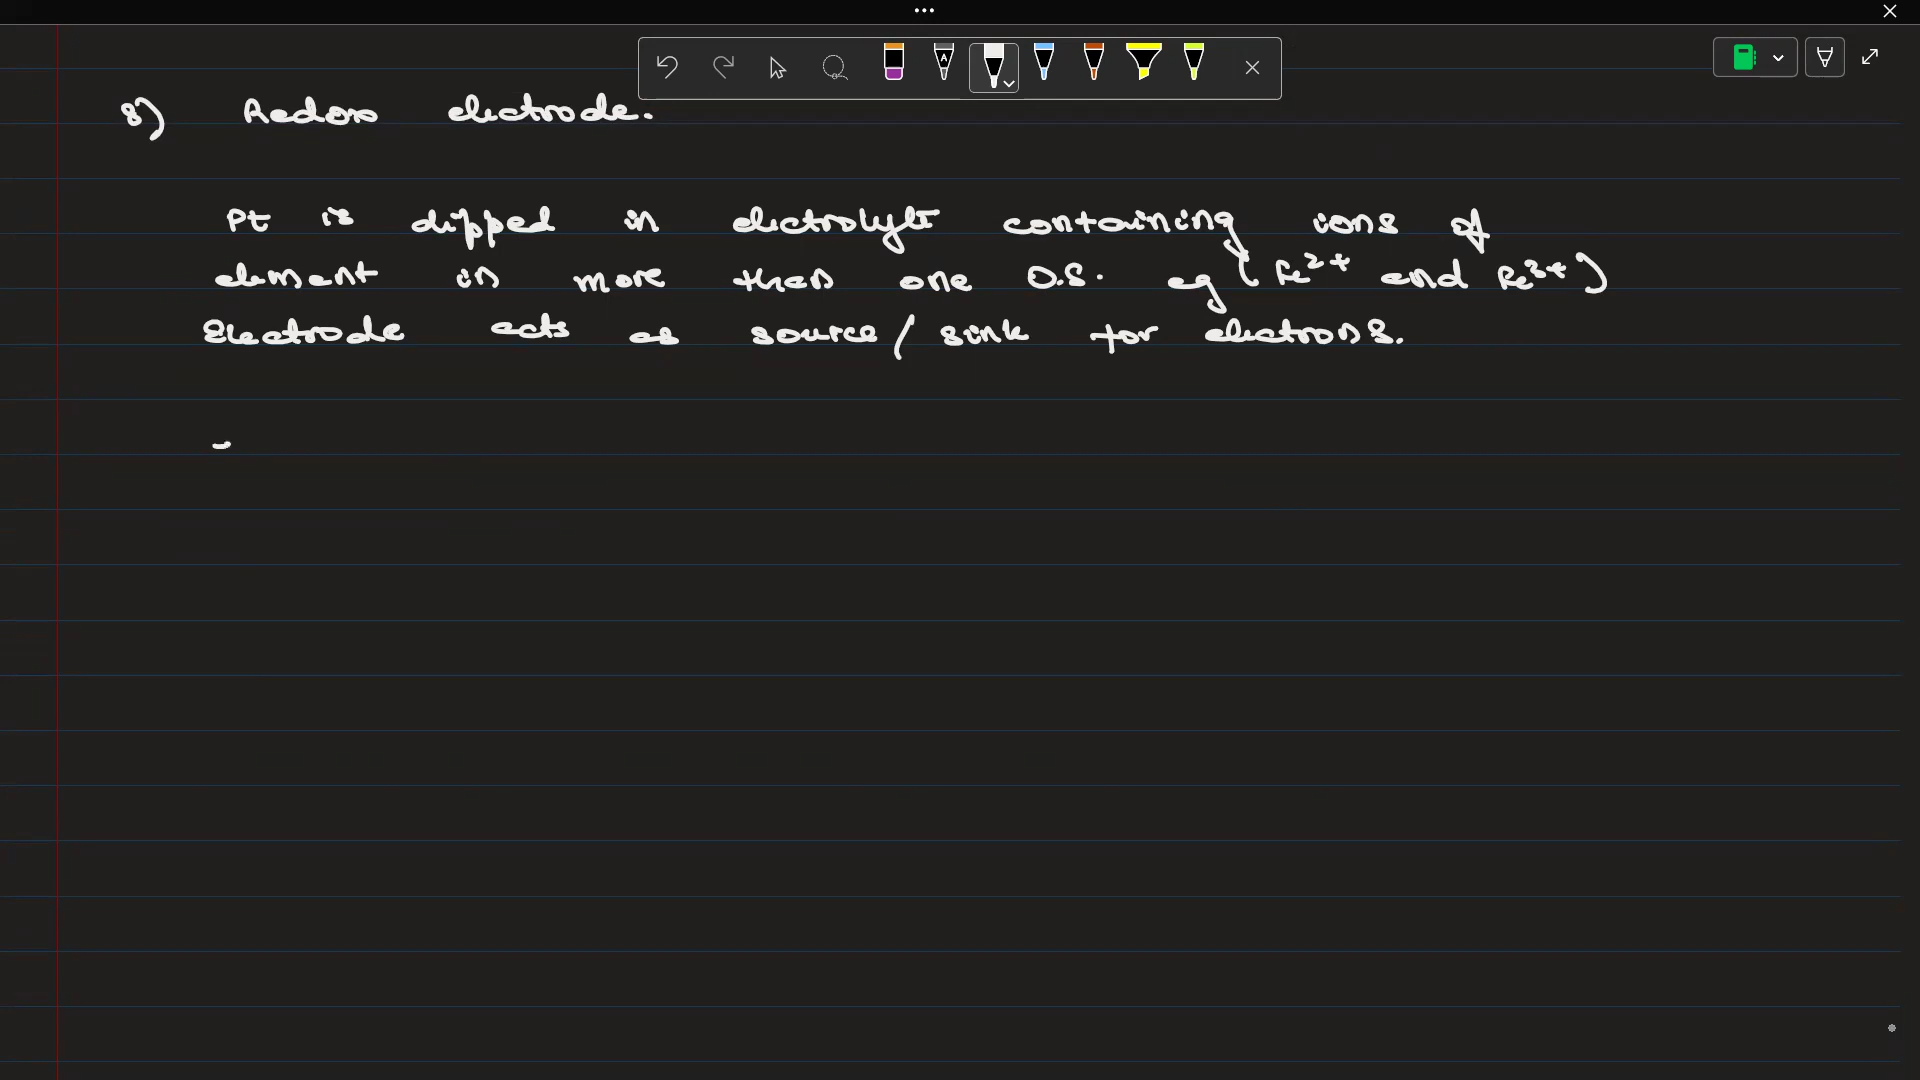 8) Redox electrode.
Pt is dipped in electrolyte containing ions of
element in more than one O.S. eg (Fe²⁺ and Fe³⁺)
Electrode acts as source/ sink for electrons.
-